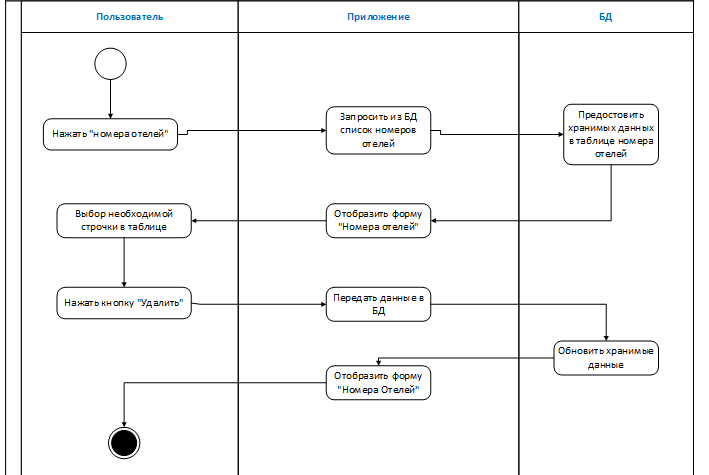 Пользователь
Приложение
БД
Нажать "номера отелей"
Запросить из БД
список номеров
отелей
Предостовить
хранимых данных
в таблице номера
отелей
Выбор необходимой
строчки в таблице
Отобразить форму
"Номера отелей"
Нажать кнопку "Удалить"
Передать данные в
БД
Обновить хранимые
данные
Отобразить форму
"Номера Отелей"